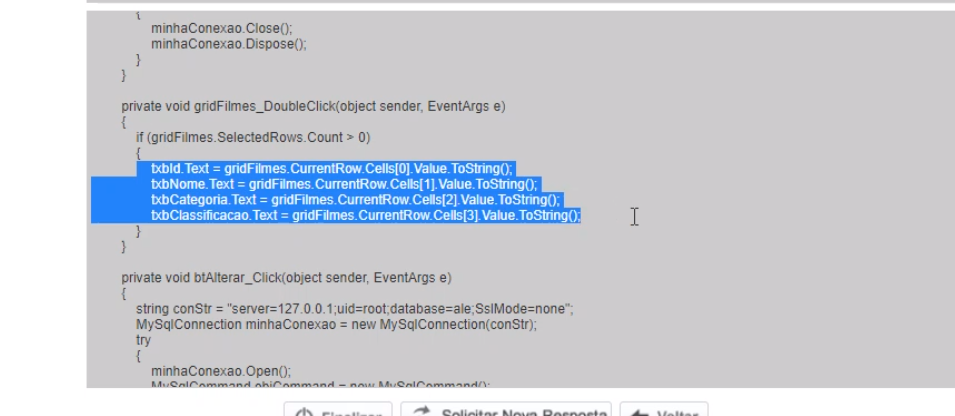 {
minhaConexao.Close();
minhaConexao.Dispose();
}
}
private void gridFilmes_DoubleClick(object sender, EventArgs e)
{
if (gridFilmes.SelectedRows.Count > 0)
{
txbId.Text = gridFilmes.CurrentRow.Cells[0].Value.ToString();
txbNome.Text = gridFilmes.CurrentRow.Cells[1].Value.ToString();
txbCategoria.Text = gridFilmes.CurrentRow.Cells[2].Value.ToString();
txbClassificacao.Text = gridFilmes.CurrentRow.Cells[3].Value.ToString();
}
}
private void btAlterar_Click(object sender, EventArgs e)
{
string conStr = "server=127.0.0.1;uid=root;database=ale;SslMode=none";
MySqlConnection minhaConexao = new MySqlConnection(conStr);
try
{
minhaConexao.Open();
MySqlCommand objCommand = new MySqlCommand();
Finalizar Solicitar Nova Resposta Voltar